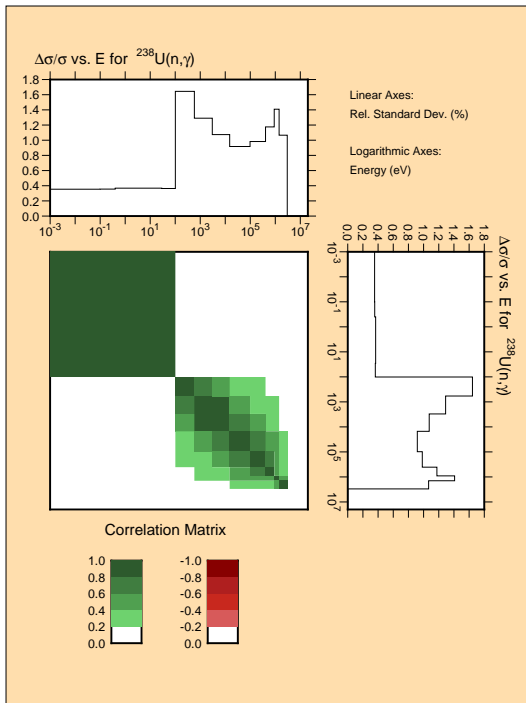 Δσ/σ vs. E for ²³⁸U(n,γ)
1.8
1.6
1.4
1.2
1.0
0.8
0.6
0.4
0.2
0.0
10⁻³ 10⁻¹ 10¹ 10³ 10⁵ 10⁷
Linear Axes:
Rel. Standard Dev. (%)
Logarithmic Axes:
Energy (eV)
0.0 0.2 0.4 0.6 0.8 1.0 1.2 1.4 1.6 1.8
10⁻³
10⁻¹
10¹
10³
10⁵
10⁷
Δσ/σ vs. E for ²³⁸U(n,γ)
Correlation Matrix
1.0 -1.0
0.8 -0.8
0.6 -0.6
0.4 -0.4
0.2 -0.2
0.0 0.0